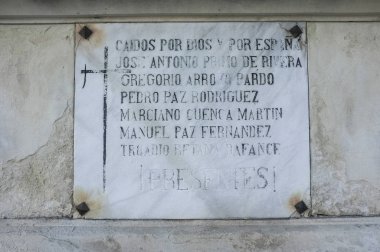 CAIDOS POR DIOS Y POR ESPAÑA
JOSE ANTONIO PRIMO DE RIVERA
GREGORIO ARROYO PARDO
PEDRO PAZ RODRIGUEZ
MARCIANO CUENCA MARTIN
MANUEL PAZ FERNANDEZ
¡PRESENTES!